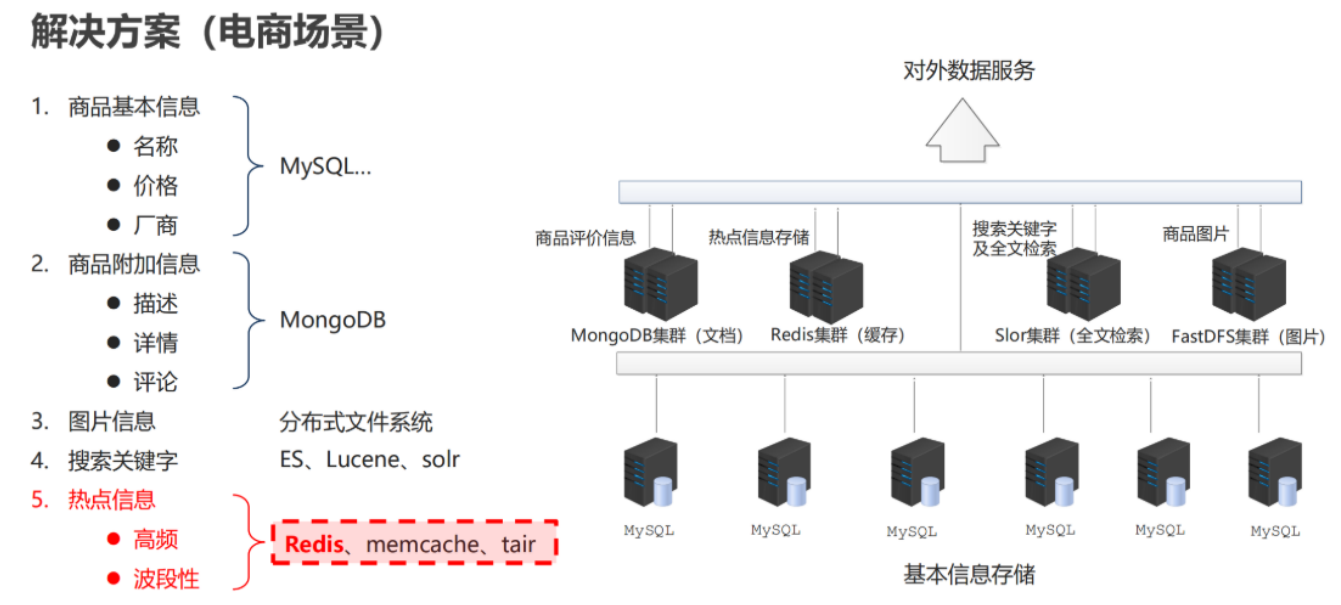 解决方案（电商场景）
1. 商品基本信息
● 名称
● 价格
● 厂商
MySQL...
2. 商品附加信息
● 描述
● 详情
● 评论
MongoDB
3. 图片信息 分布式文件系统
4. 搜索关键字 ES、Lucene、solr
5. 热点信息
● 高频
● 波段性
Redis、memcache、tair
对外数据服务
商品评价信息
热点信息存储
搜索关键字
及全文检索
商品图片
MongoDB集群（文档）
Redis集群（缓存）
Slor集群（全文检索）
FastDFS集群（图片）
MySQL
MySQL
MySQL
MySQL
MySQL
MySQL
基本信息存储